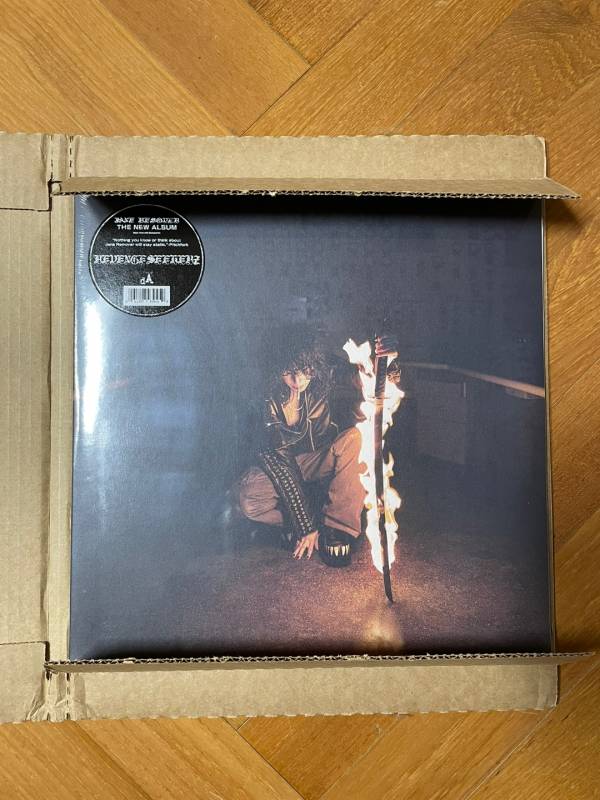 JANE REMOVER
THE NEW ALBUM
"Nothing you know or think about
Jane Remover will stay static."-Pitchfork
REVENGESEEKERZ
dA